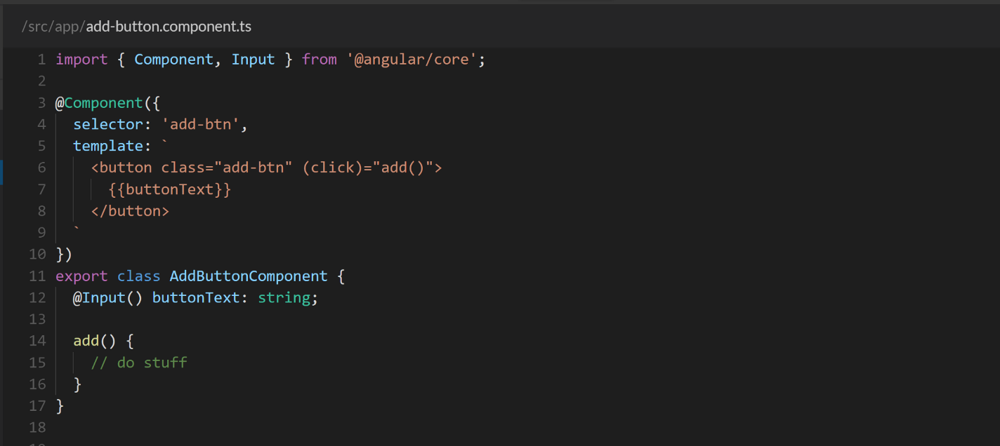 /src/app/add-button.component.ts
1 import { Component, Input } from '@angular/core';
2
3 @Component({
4   selector: 'add-btn',
5   template: `
6     <button class="add-btn" (click)="add()">
7       {{buttonText}}
8     </button>
9   `
10 })
11 export class AddButtonComponent {
12   @Input() buttonText: string;
13
14   add() {
15     // do stuff
16   }
17 }
18